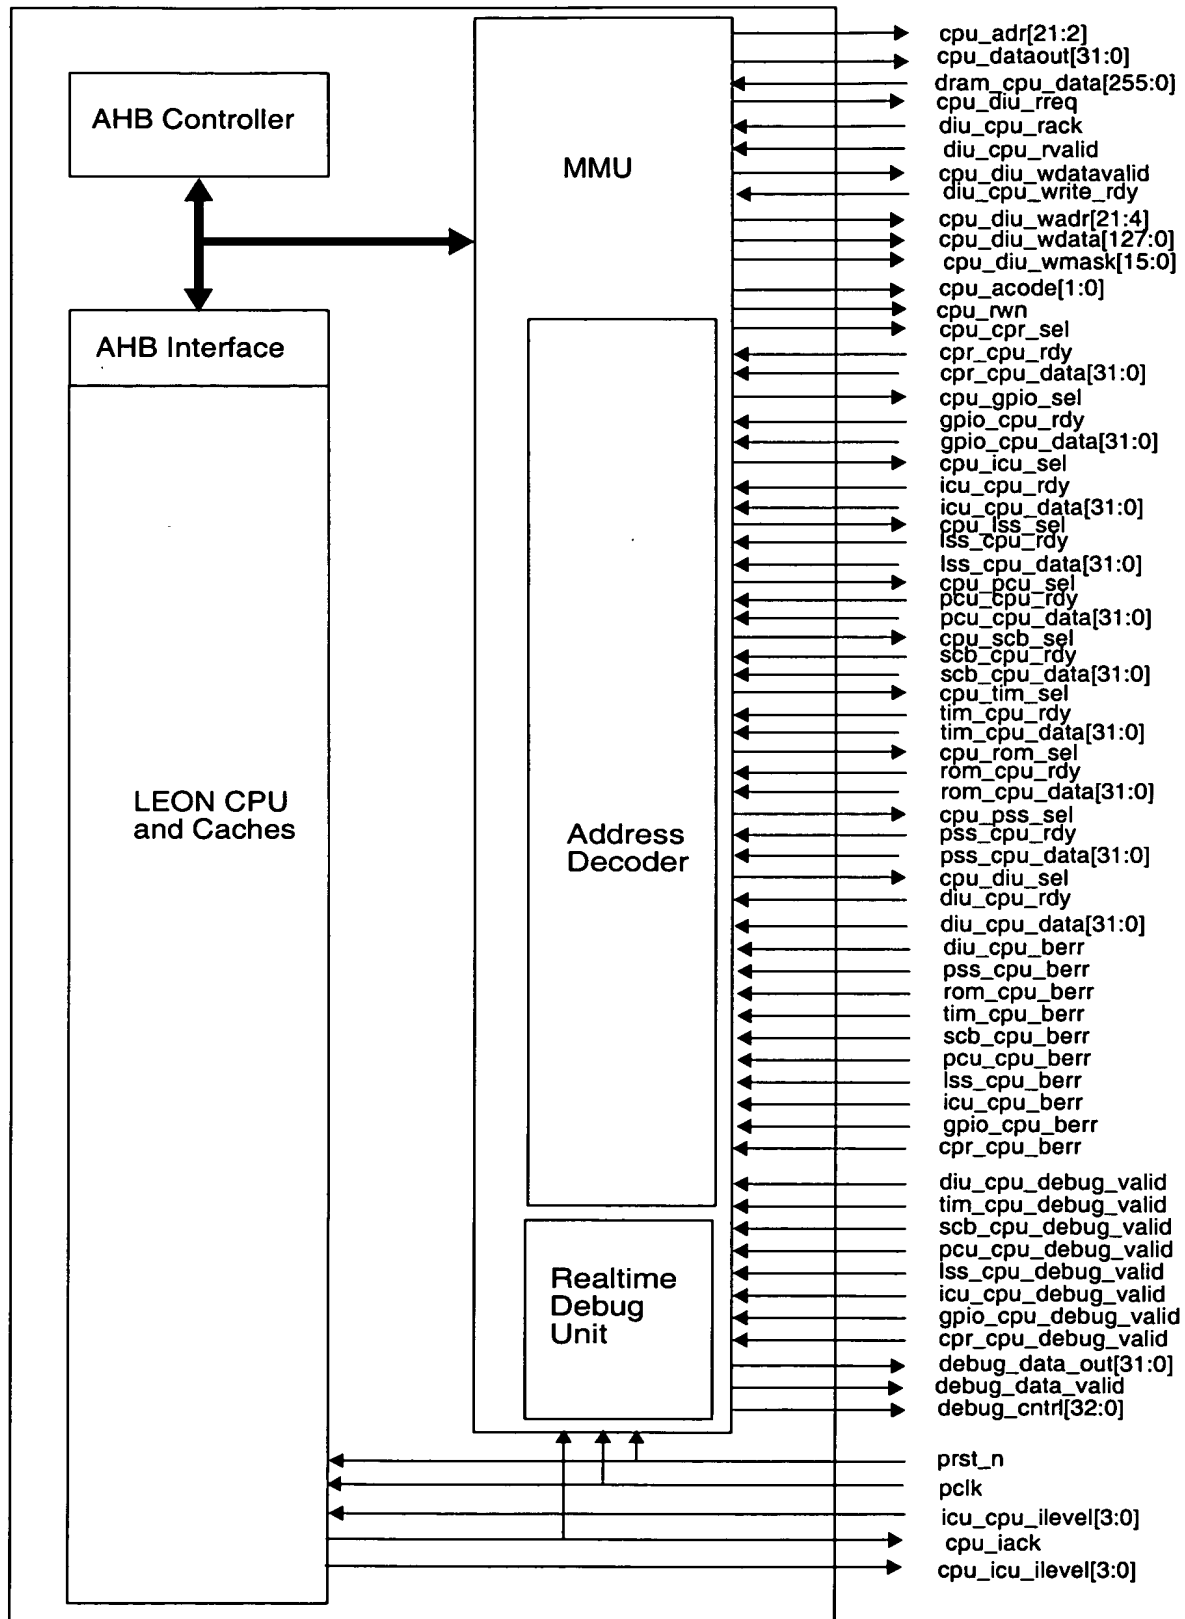 AHB Controller
AHB Interface
LEON CPU
and Caches
MMU
Address
Decoder
Realtime
Debug
Unit
cpu_adr[21:2]
cpu_dataout[31:0]
dram_cpu_data[255:0]
cpu_diu_rreq
diu_cpu_rack
diu_cpu_rvalid
cpu_diu_wdatavalid
diu_cpu_write_rdy
cpu_diu_wadr[21:4]
cpu_diu_wdata[127:0]
cpu_diu_wmask[15:0]
cpu_acode[1:0]
cpu_rwn
cpu_cpr_sel
cpr_cpu_rdy
cpr_cpu_data[31:0]
cpu_gpio_sel
gpio_cpu_rdy
gpio_cpu_data[31:0]
cpu_icu_sel
icu_cpu_rdy
icu_cpu_data[31:0]
cpu_lss_sel
lss_cpu_rdy
lss_cpu_data[31:0]
cpu_pcu_sel
pcu_cpu_rdy
pcu_cpu_data[31:0]
cpu_scb_sel
scb_cpu_rdy
scb_cpu_data[31:0]
cpu_tim_sel
tim_cpu_rdy
tim_cpu_data[31:0]
cpu_rom_sel
rom_cpu_rdy
rom_cpu_data[31:0]
cpu_pss_sel
pss_cpu_rdy
pss_cpu_data[31:0]
cpu_diu_sel
diu_cpu_rdy
diu_cpu_data[31:0]
diu_cpu_berr
pss_cpu_berr
rom_cpu_berr
tim_cpu_berr
scb_cpu_berr
pcu_cpu_berr
lss_cpu_berr
icu_cpu_berr
gpio_cpu_berr
cpr_cpu_berr
diu_cpu_debug_valid
tim_cpu_debug_valid
scb_cpu_debug_valid
pcu_cpu_debug_valid
lss_cpu_debug_valid
icu_cpu_debug_valid
gpio_cpu_debug_valid
cpr_cpu_debug_valid
debug_data_out[31:0]
debug_data_valid
debug_cntrl[32:0]
prst_n
pclk
icu_cpu_ilevel[3:0]
cpu_iack
cpu_icu_ilevel[3:0]